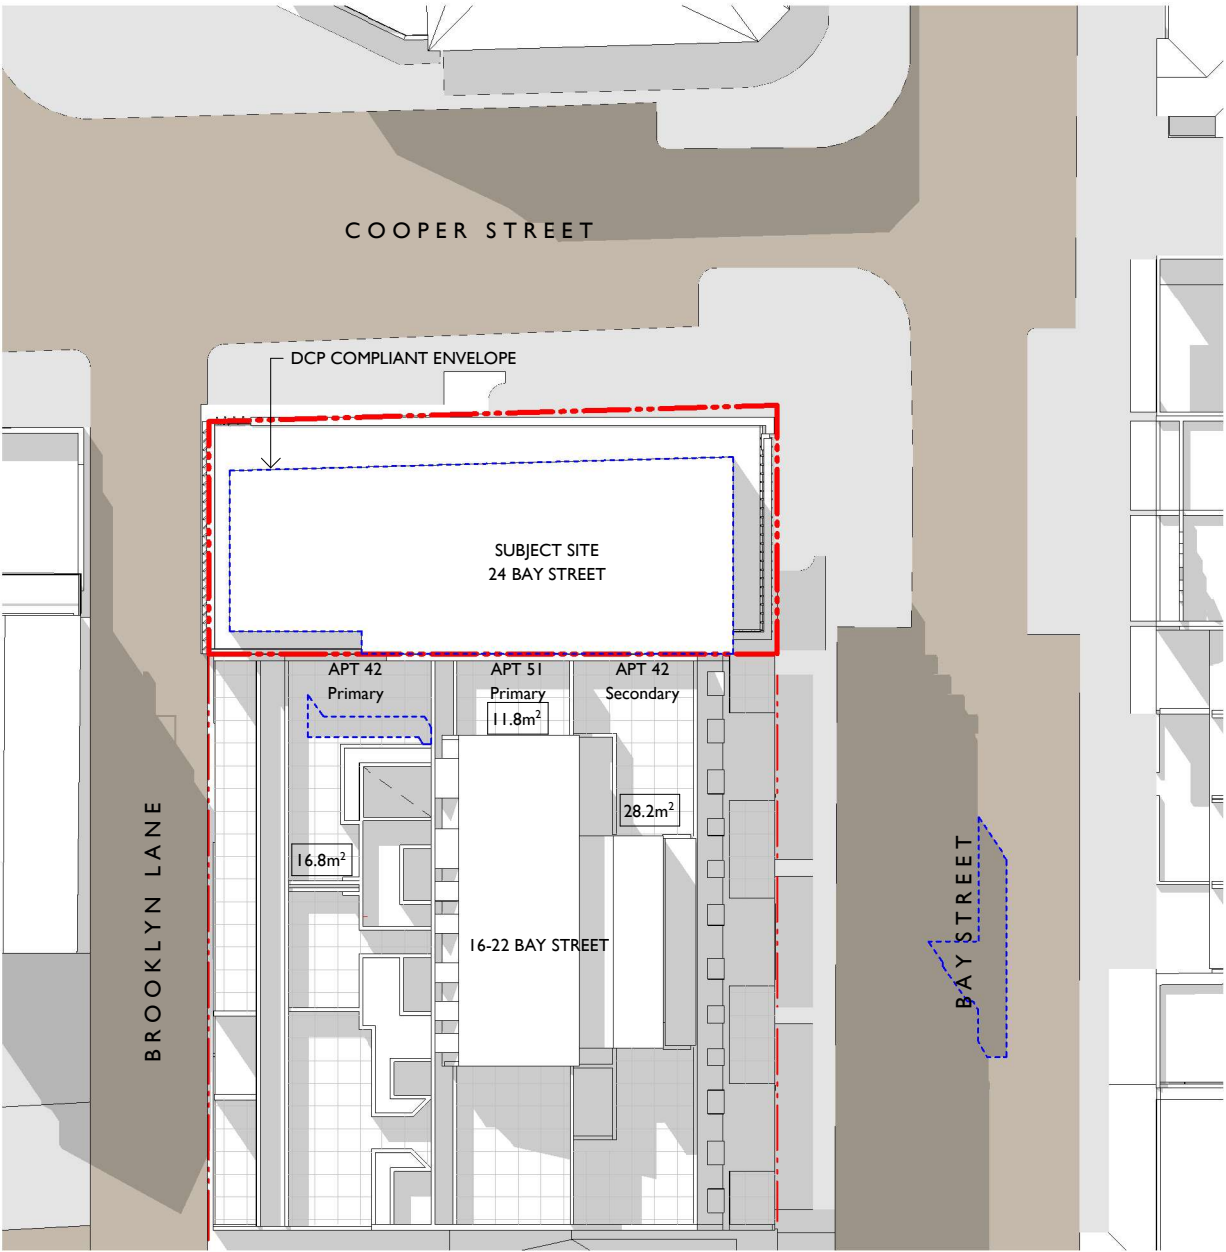 COOPER STREET
DCP COMPLIANT ENVELOPE
SUBJECT SITE
24 BAY STREET
APT 42
Primary
APT 51
Primary
11.8m²
APT 42
Secondary
28.2m²
16.8m²
16-22 BAY STREET
BROOKLYN LANE
BAY STREET